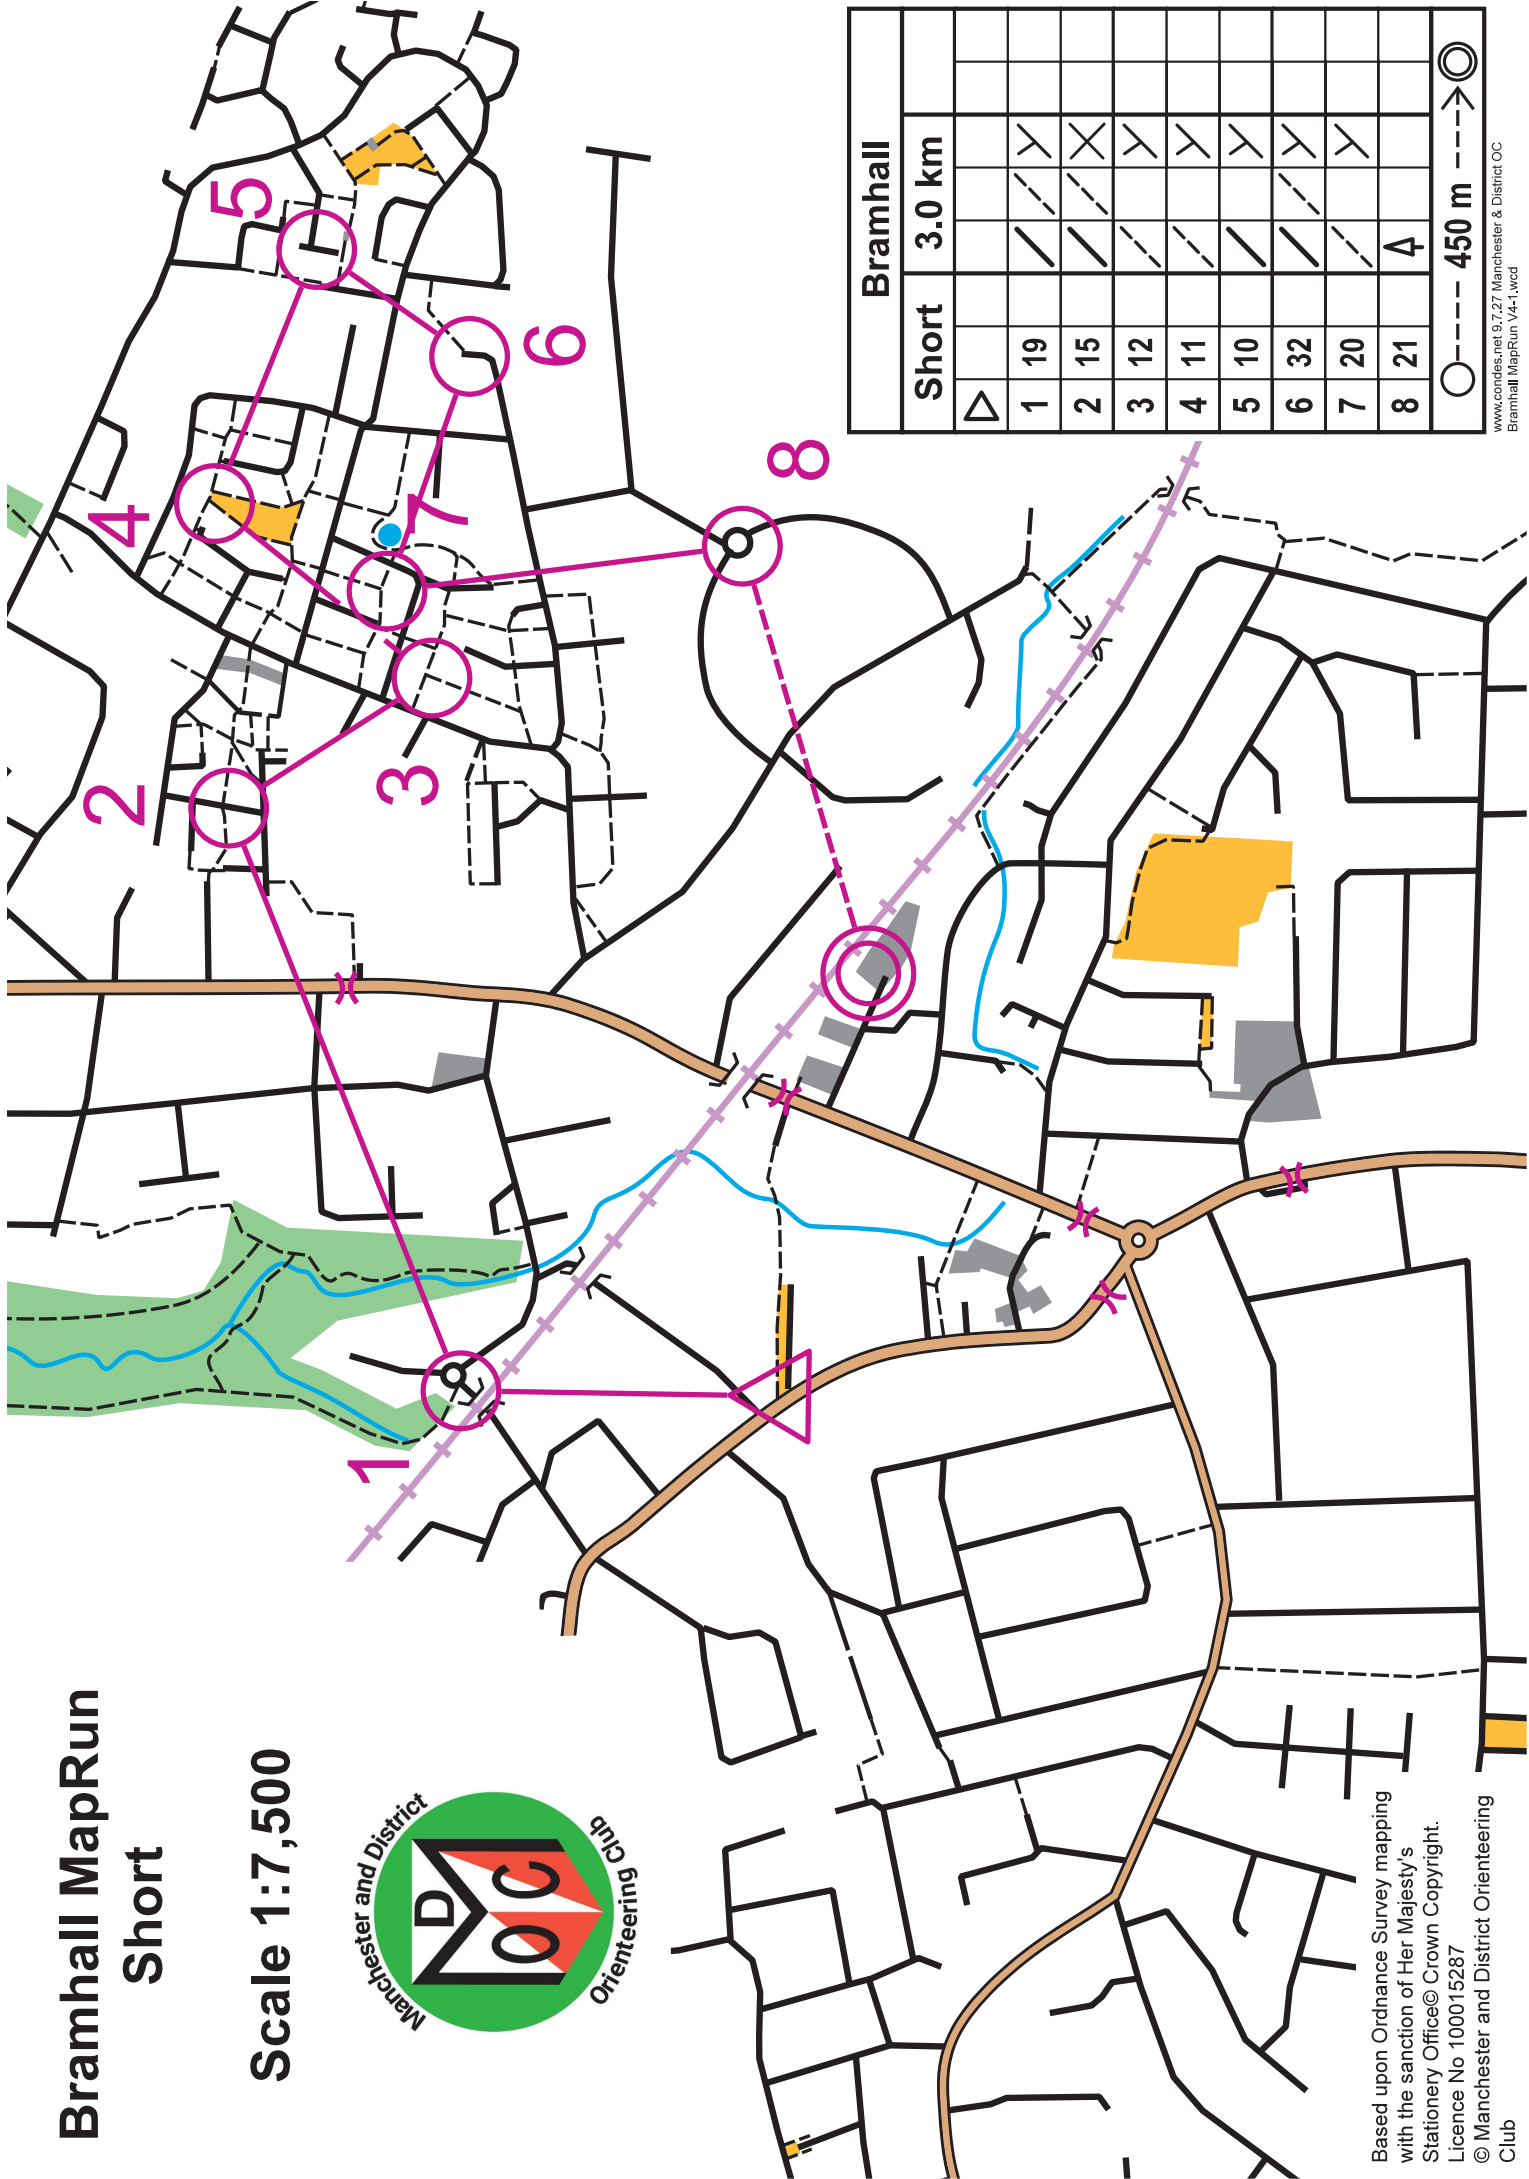 Bramhall MapRun
Short
Scale 1:7,500
Manchester and District
M D
O C
Orienteering Club
1
2
3
4
5
6
7
8
Bramhall
Short 3.0 km
1 19
2 15
3 12
4 11
5 10
6 32
7 20
8 21
450 m
www.condes.net 9.7.27 Manchester & District OC
Bramhall MapRun V4-1.wcd
Based upon Ordnance Survey mapping
with the sanction of Her Majesty's
Stationery Office© Crown Copyright.
Licence No 100015287
© Manchester and District Orienteering
Club